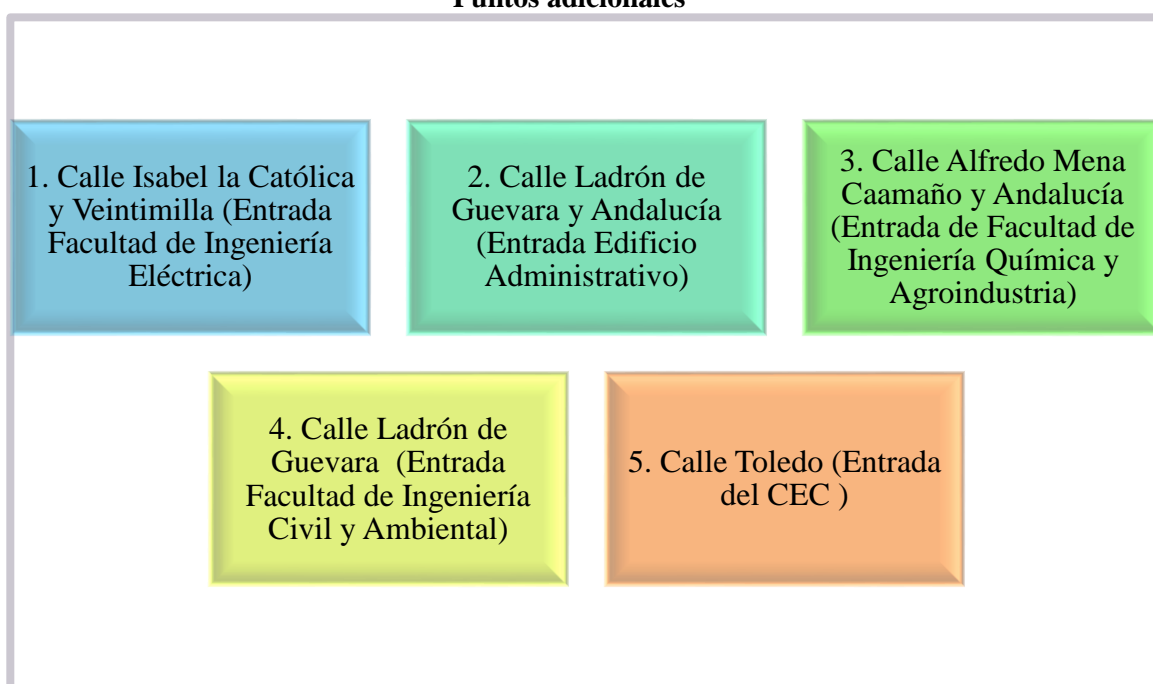 Puntos adicionales
1. Calle Isabel la Católica
y Veintimilla (Entrada
Facultad de Ingeniería
Eléctrica)
2. Calle Ladrón de
Guevara y Andalucía
(Entrada Edificio
Administrativo)
3. Calle Alfredo Mena
Caamaño y Andalucía
(Entrada de Facultad de
Ingeniería Química y
Agroindustria)
4. Calle Ladrón de
Guevara (Entrada
Facultad de Ingeniería
Civil y Ambiental)
5. Calle Toledo (Entrada
del CEC )